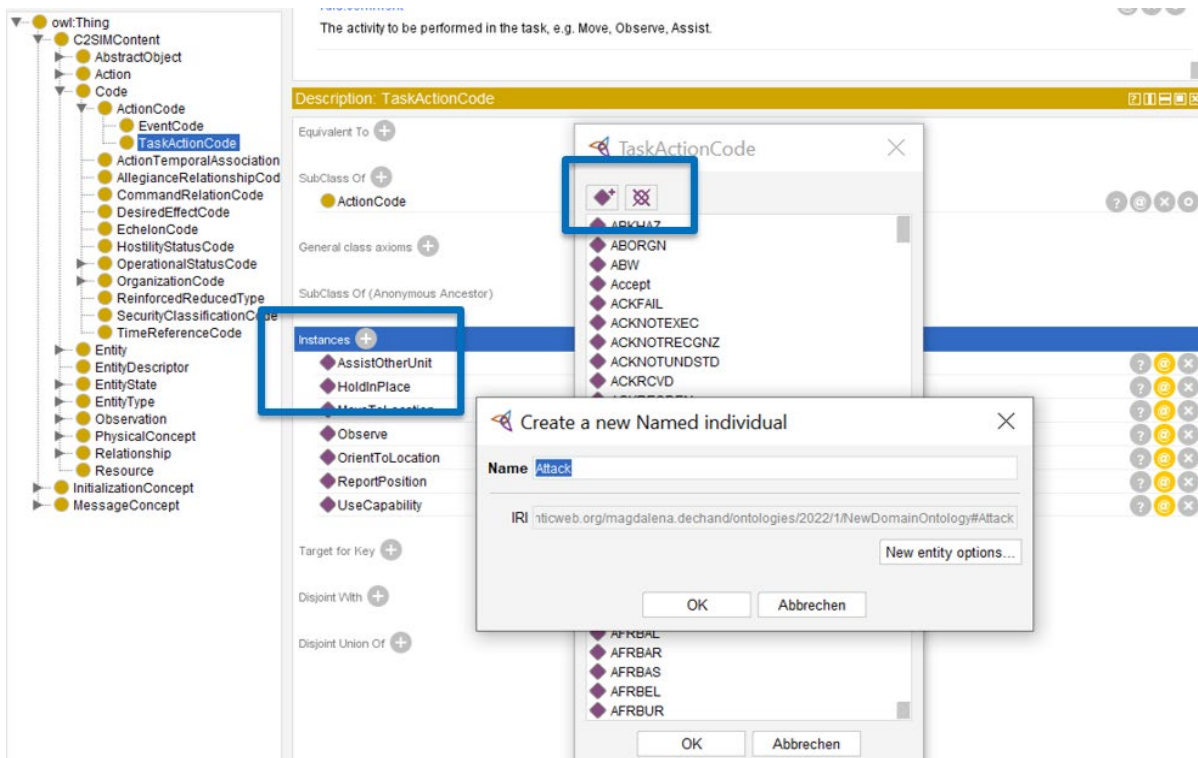 owl:Thing
C2SIMContent
AbstractObject
Action
Code
ActionCode
EventCode
TaskActionCode
ActionTemporalAssociation
AllegianceRelationshipCod
CommandRelationCode
DesiredEffectCode
EchelonCode
HostilityStatusCode
OperationalStatusCode
OrganizationCode
ReinforcedReducedType
SecurityClassificationCode
TimeReferenceCode
Entity
EntityDescriptor
EntityState
EntityType
Observation
PhysicalConcept
Relationship
Resource
InitializationConcept
MessageConcept
The activity to be performed in the task, e.g. Move, Observe, Assist.
Description: TaskActionCode
Equivalent To
SubClass Of
ActionCode
General class axioms
SubClass Of (Anonymous Ancestor)
Instances
AssistOtherUnit
HoldInPlace
MoveToLocation
Observe
OrientToLocation
ReportPosition
UseCapability
Target for Key
Disjoint With
Disjoint Union Of
TaskActionCode
ABKHAZ
ABORGN
ABW
Accept
ACKFAIL
ACKNOTEXEC
ACKNOTRECGNZ
ACKNOTUNDSTD
ACKRCVD
Create a new Named individual
Name Attack
IRI nticweb.org/magdalena.dechand/ontologies/2022/1/NewDomainOntology#Attack
New entity options...
OK Abbrechen
AFRBAL
AFRBAR
AFRBAS
AFRBEL
AFRBUR
OK Abbrechen